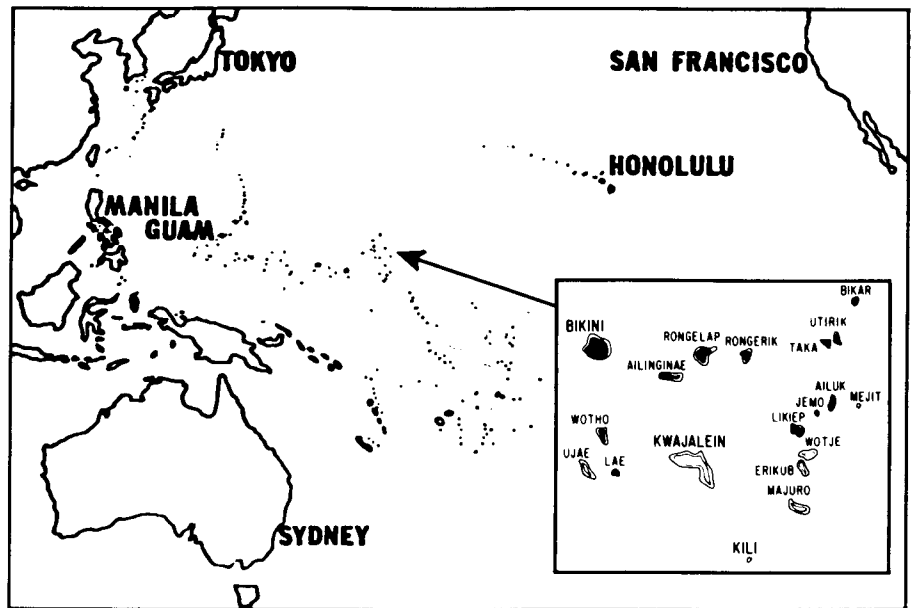 TOKYO
SAN FRANCISCO
HONOLULU
MANILA
GUAM
SYDNEY
BIKAR
BIKINI
UTIRIK
RONGELAP
RONGERIK
TAKA
AILINGINAE
AILUK
JEMO
MEJIT
LIKIEP
WOTHO
WOTJE
KWAJALEIN
UJAE
LAE
ERIKUB
MAJURO
KILI